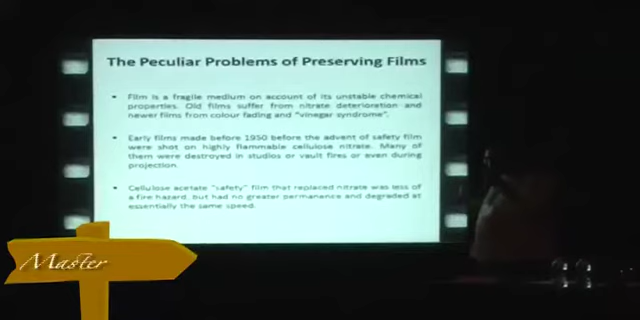 The Peculiar Problems of Preserving Films
Film is a fragile medium on account of its unstable chemical
properties. Old films suffer from nitrate deterioration and
newer films from colour fading and "vinegar syndrome".
Early films made before 1950 before the advent of safety film
were shot on highly flammable cellulose nitrate. Many of
them were destroyed in studios or vault fires or even during
projection.
Cellulose acetate "safety" film that replaced nitrate was less of
a fire hazard, but had no greater permanence and degraded at
essentially the same speed.
Master